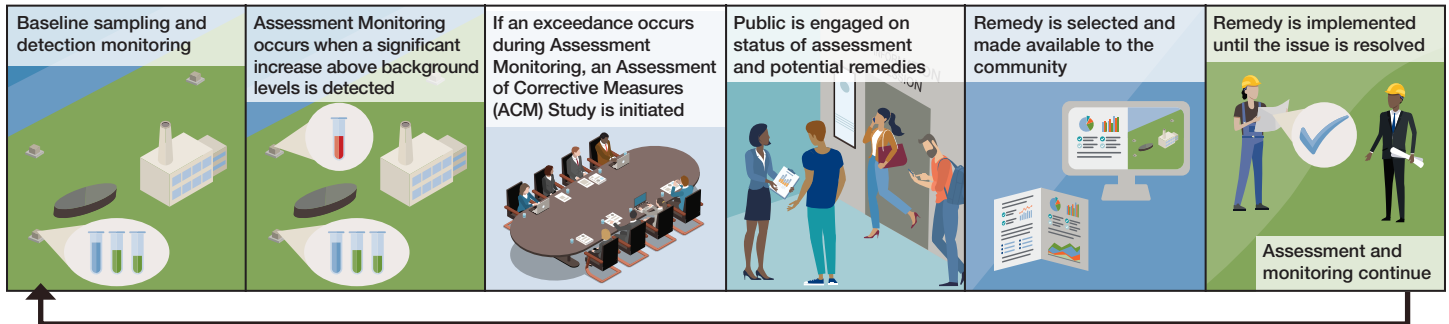 Baseline sampling and
detection monitoring
Assessment Monitoring
occurs when a significant
increase above background
levels is detected
If an exceedance occurs
during Assessment
Monitoring, an Assessment
of Corrective Measures
(ACM) Study is initiated
Public is engaged on
status of assessment
and potential remedies
Remedy is selected and
made available to the
community
Remedy is implemented
until the issue is resolved
Assessment and
monitoring continue